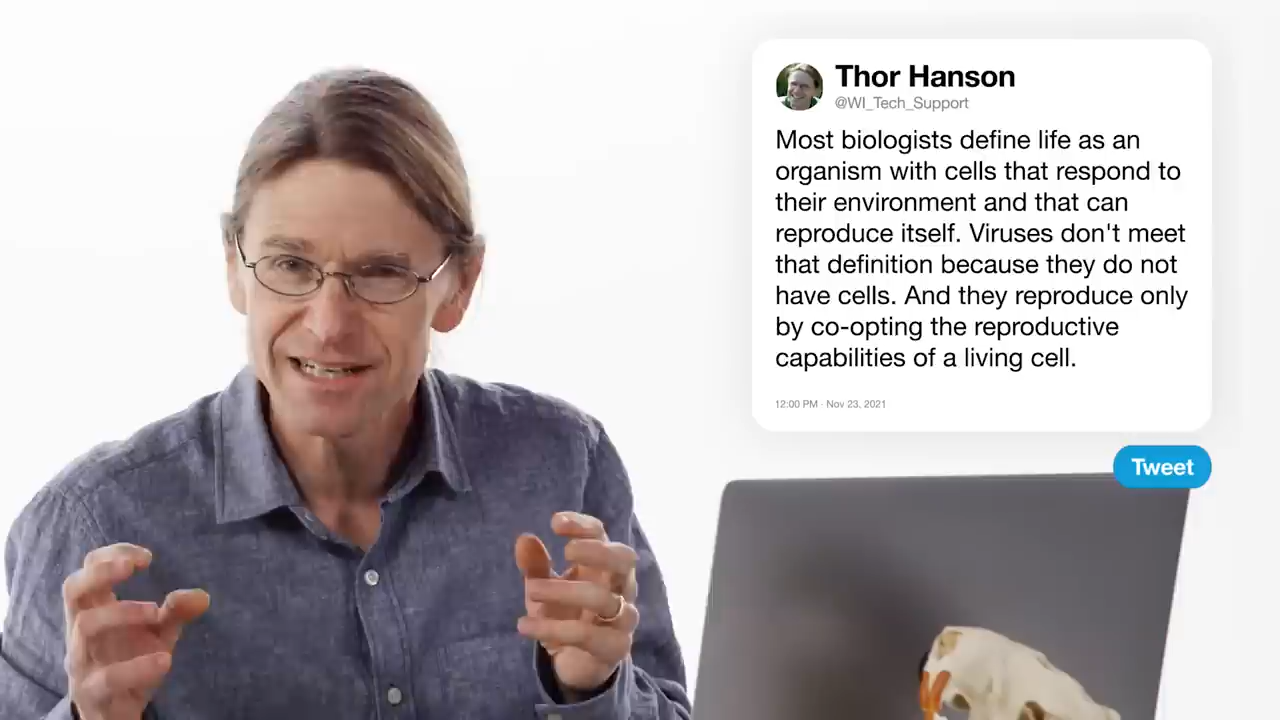 Thor Hanson
@WI_Tech_Support
Most biologists define life as an
organism with cells that respond to
their environment and that can
reproduce itself. Viruses don't meet
that definition because they do not
have cells. And they reproduce only
by co-opting the reproductive
capabilities of a living cell.
12:00 PM · Nov 23, 2021
Tweet